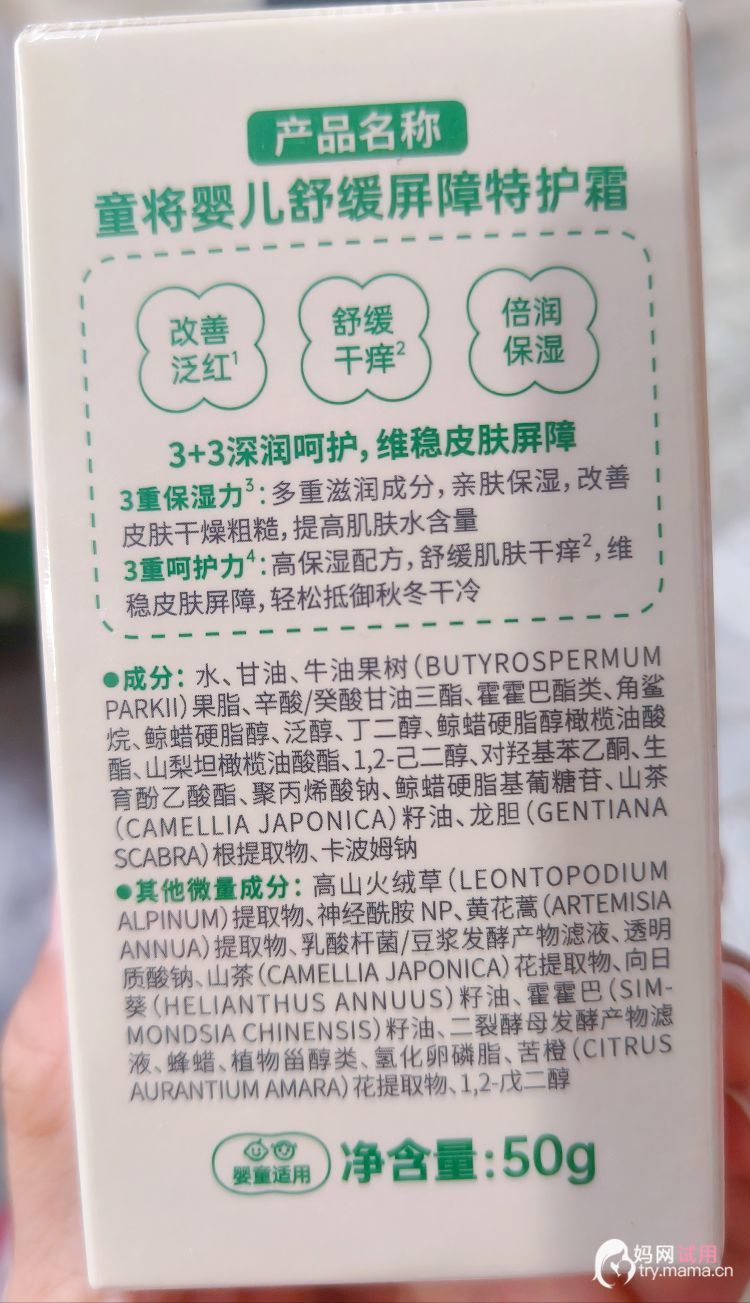 产品名称
童将婴儿舒缓屏障特护霜
改善
泛红1
舒缓
干痒2
倍润
保湿
3+3深润呵护，维稳皮肤屏障
3重保湿力3：多重滋润成分，亲肤保湿，改善
皮肤干燥粗糙，提高肌肤水含量
3重呵护力4：高保湿配方，舒缓肌肤干痒2，维
稳皮肤屏障，轻松抵御秋冬干冷
●成分：水、甘油、牛油果树（BUTYROSPERMUM
PARKII）果脂、辛酸/癸酸甘油三酯、霍霍巴酯类、角鲨
烷、鲸蜡硬脂醇、泛醇、丁二醇、鲸蜡硬脂醇橄榄油酸
酯、山梨坦橄榄油酸酯、1,2-己二醇、对羟基苯乙酮、生
育酚乙酸酯、聚丙烯酸钠、鲸蜡硬脂基葡糖苷、山茶
（CAMELLIA JAPONICA）籽油、龙胆（GENTIANA
SCABRA）根提取物、卡波姆钠
●其他微量成分：高山火绒草（LEONTOPODIUM
ALPINUM）提取物、神经酰胺 NP、黄花蒿（ARTEMISIA
ANNUA）提取物、乳酸杆菌/豆浆发酵产物滤液、透明
质酸钠、山茶（CAMELLIA JAPONICA）花提取物、向日
葵（HELIANTHUS ANNUUS）籽油、霍霍巴（SIM-
MONDSIA CHINENSIS）籽油、二裂酵母发酵产物滤
液、蜂蜡、植物甾醇类、氢化卵磷脂、苦橙（CITRUS
AURANTIUM AMARA）花提取物、1,2-戊二醇
婴童适用
净含量：50g
妈网试用
try.mama.cn